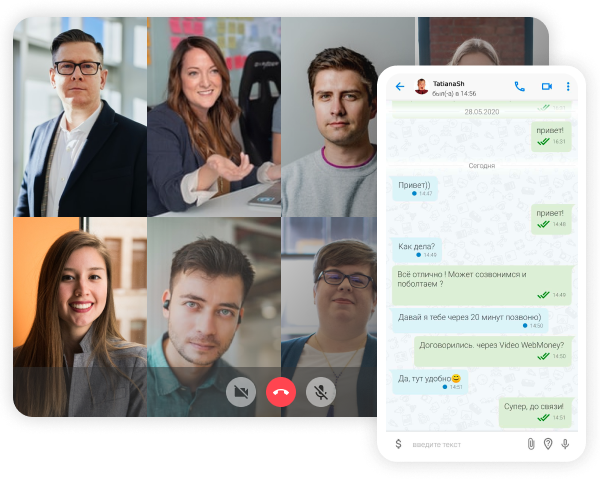 TatianaSh
был(-а) в 14:56
28.05.2020
привет!
16:31
Сегодня
Привет))
14:47
привет!
14:48
Как дела?
14:49
Всё отлично ! Может созвонимся и
поболтаем ?
14:49
Давай я тебе через 20 минут позвоню)
14:50
Договорились. через Video WebMoney?
14:50
Да, тут удобно😊
14:51
Супер, до связи!
14:51
$
введите текст